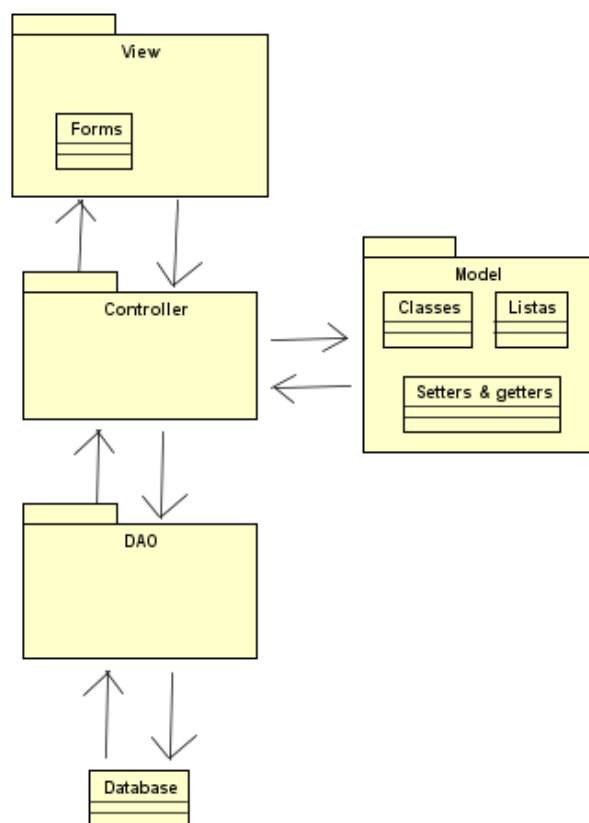 View
Forms
Controller
Model
Classes
Listas
Setters & getters
DAO
Database